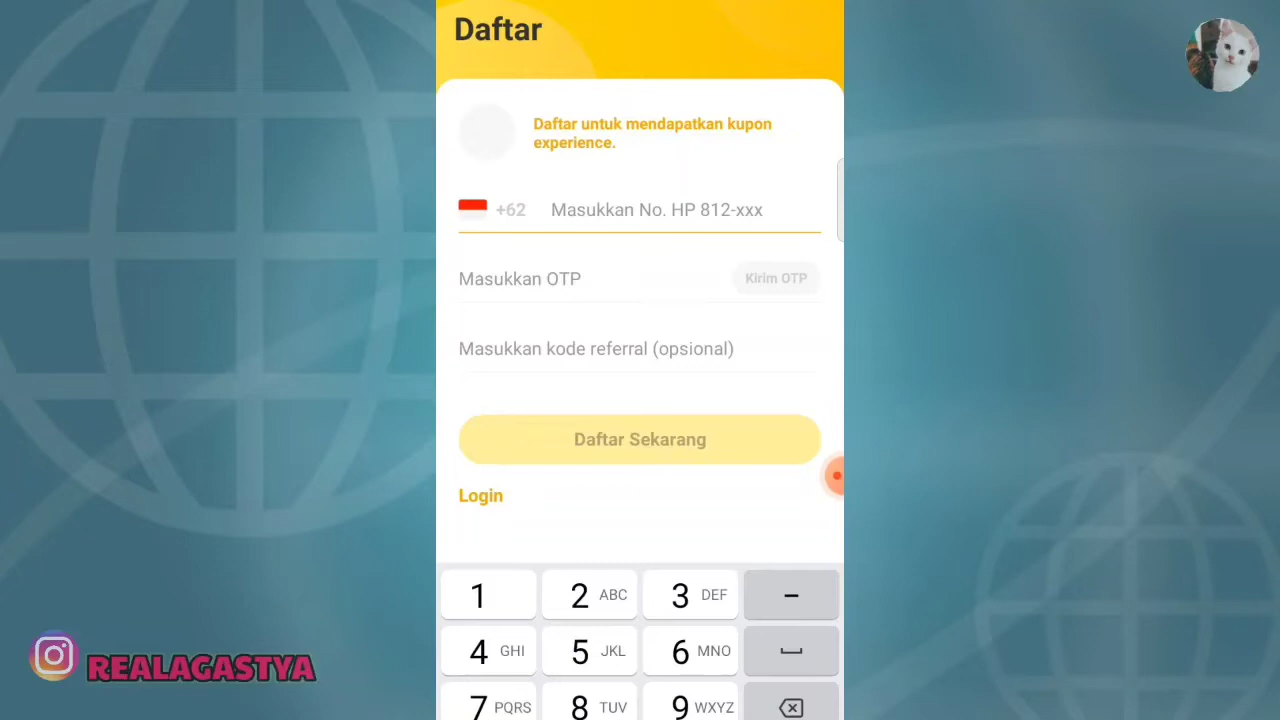 Daftar
Daftar untuk mendapatkan kupon
experience.
+62 Masukkan No. HP 812-xxx
Masukkan OTP Kirim OTP
Masukkan kode referral (opsional)
Daftar Sekarang
Login
1 2 ABC 3 DEF -
4 GHI 5 JKL 6 MNO
7 PQRS 8 TUV 9 WXYZ
REALAGASTYA